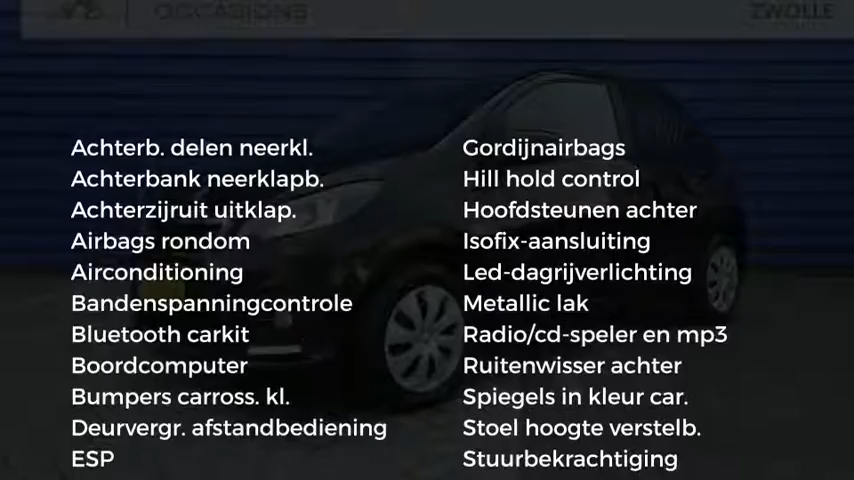 OCCASIONS
ZWOLLE
Achterb. delen neerkl.
Achterbank neerklapb.
Achterzijruit uitklap.
Airbags rondom
Airconditioning
Bandenspanningcontrole
Bluetooth carkit
Boordcomputer
Bumpers carross. kl.
Deurvergr. afstandbediening
ESP
Gordijnairbags
Hill hold control
Hoofdsteunen achter
Isofix-aansluiting
Led-dagrijverlichting
Metallic lak
Radio/cd-speler en mp3
Ruitenwisser achter
Spiegels in kleur car.
Stoel hoogte verstelb.
Stuurbekrachtiging